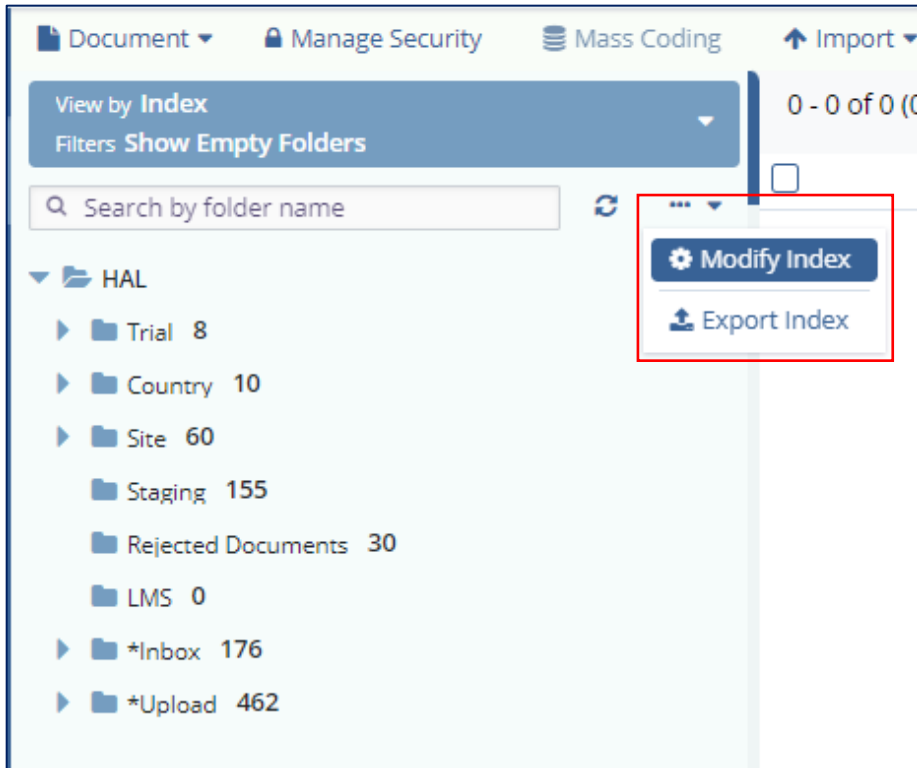 Document Manage Security Mass Coding Import
View by Index
Filters Show Empty Folders
0 - 0 of 0 (0
Search by folder name
Modify Index
Export Index
HAL
Trial 8
Country 10
Site 60
Staging 155
Rejected Documents 30
LMS 0
*Inbox 176
*Upload 462